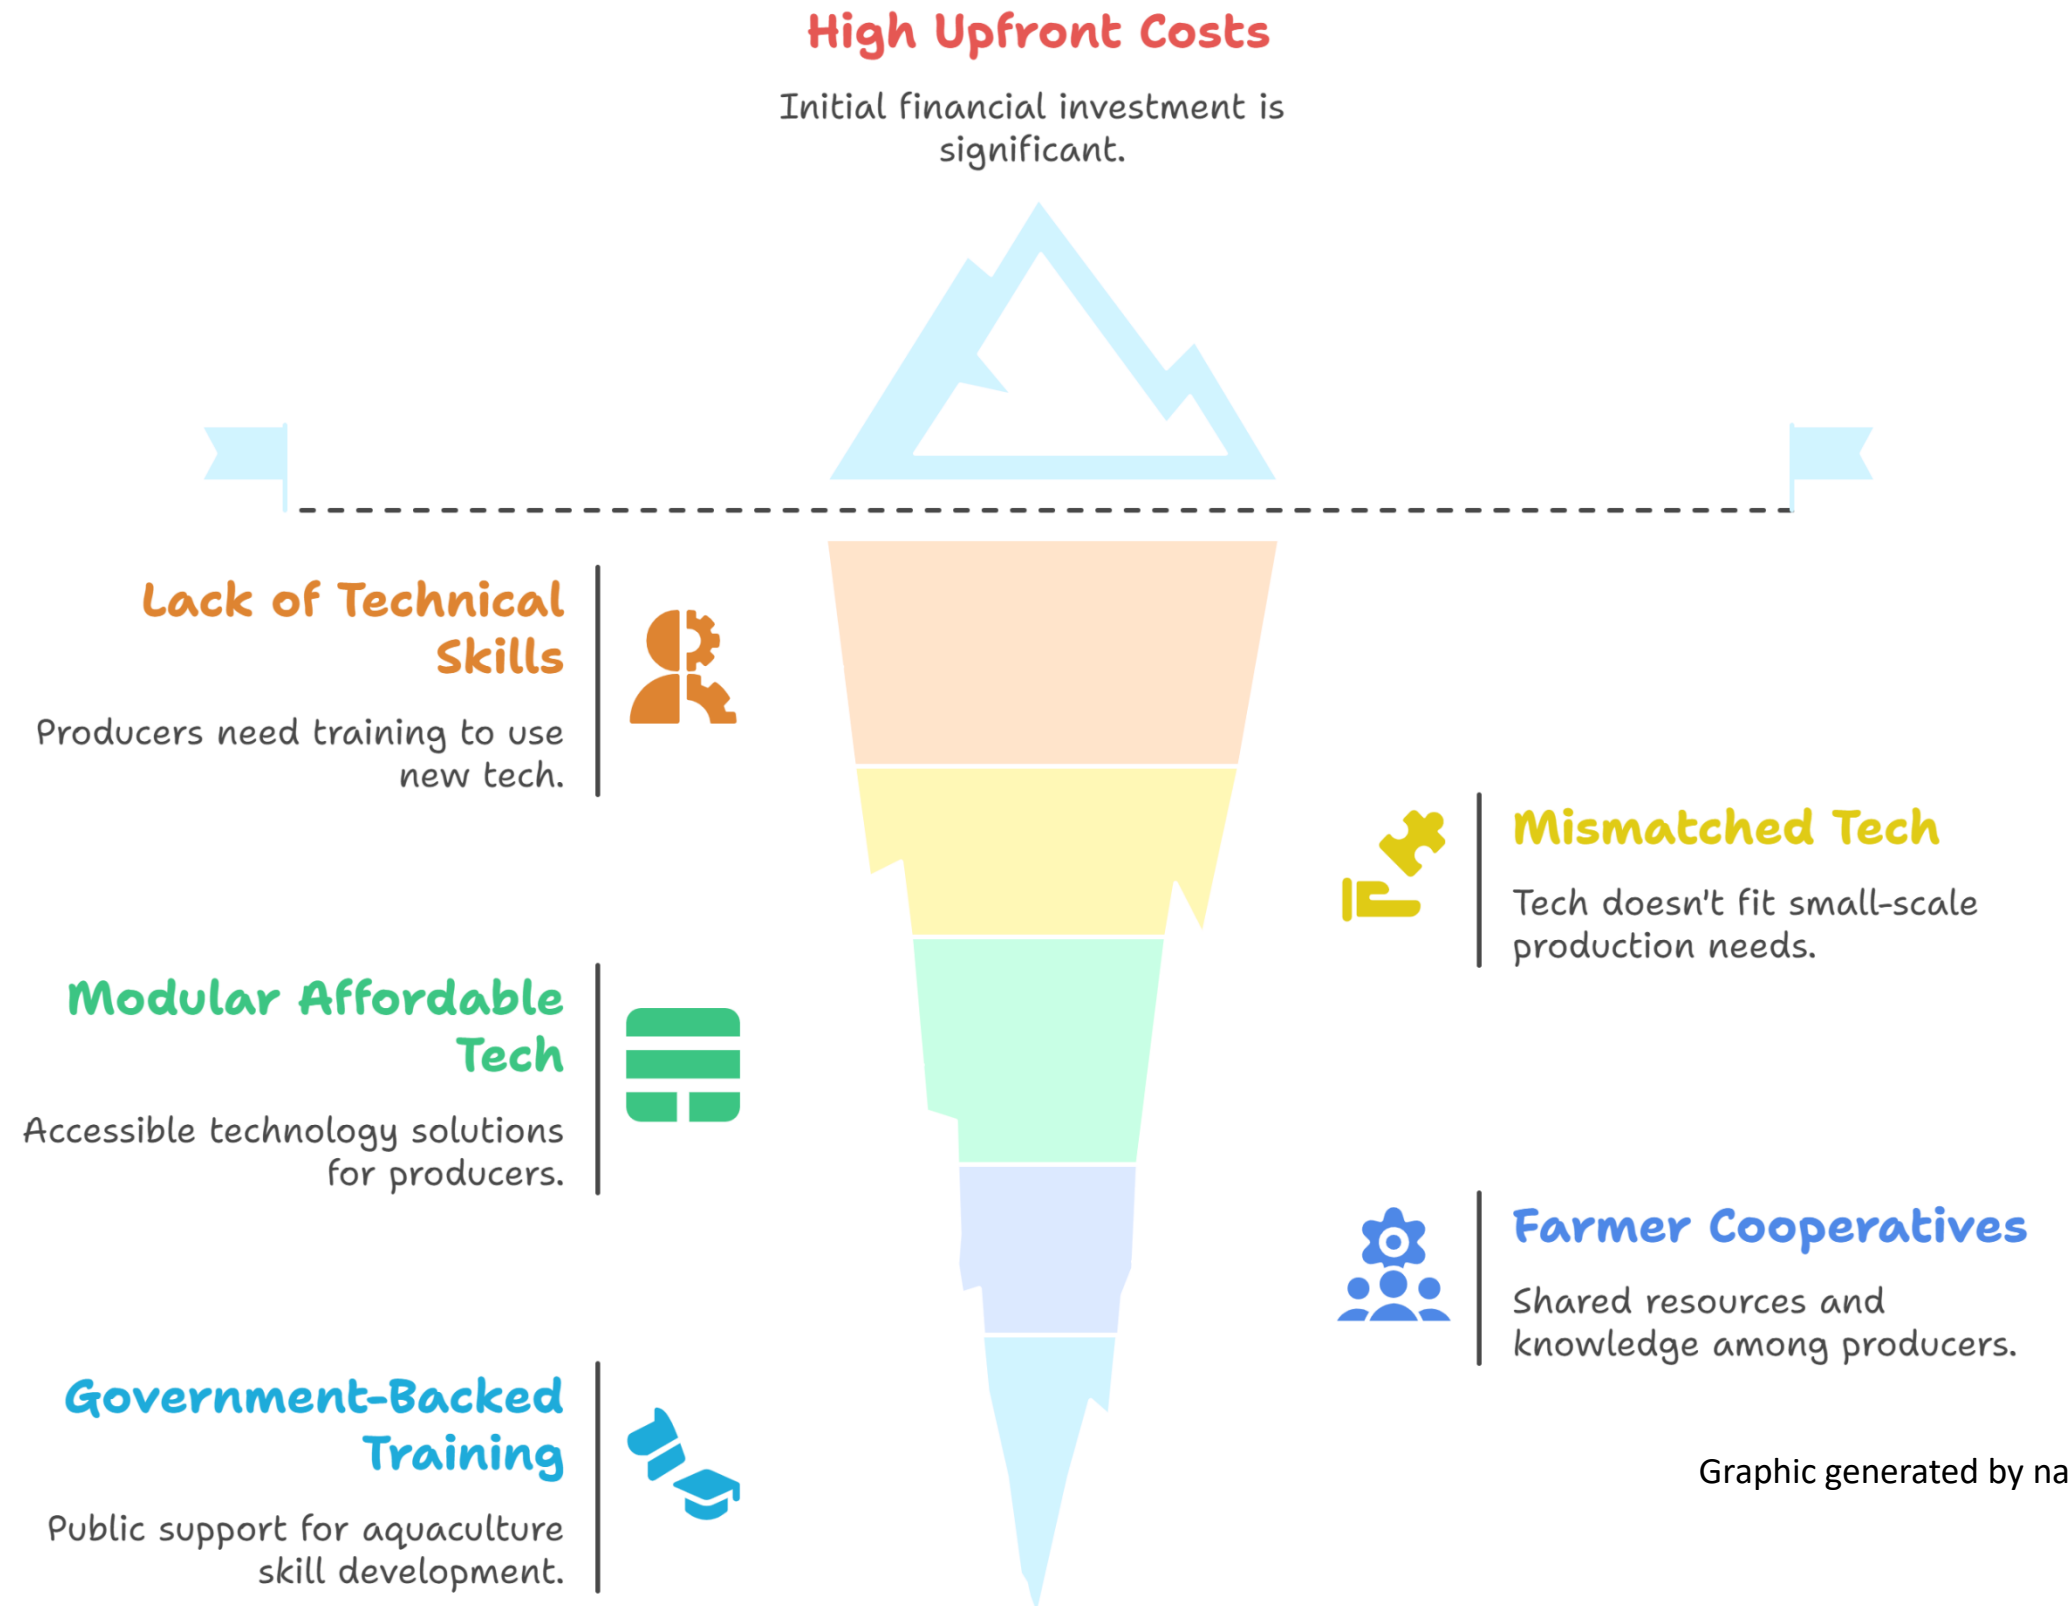 High Upfront Costs
Initial financial investment is
significant.
Lack of Technical
Skills
Producers need training to use
new tech.
Mismatched Tech
Tech doesn't fit small-scale
production needs.
Modular Affordable
Tech
Accessible technology solutions
for producers.
Farmer Cooperatives
Shared resources and
knowledge among producers.
Government-Backed
Training
Public support for aquaculture
skill development.
Graphic generated by na